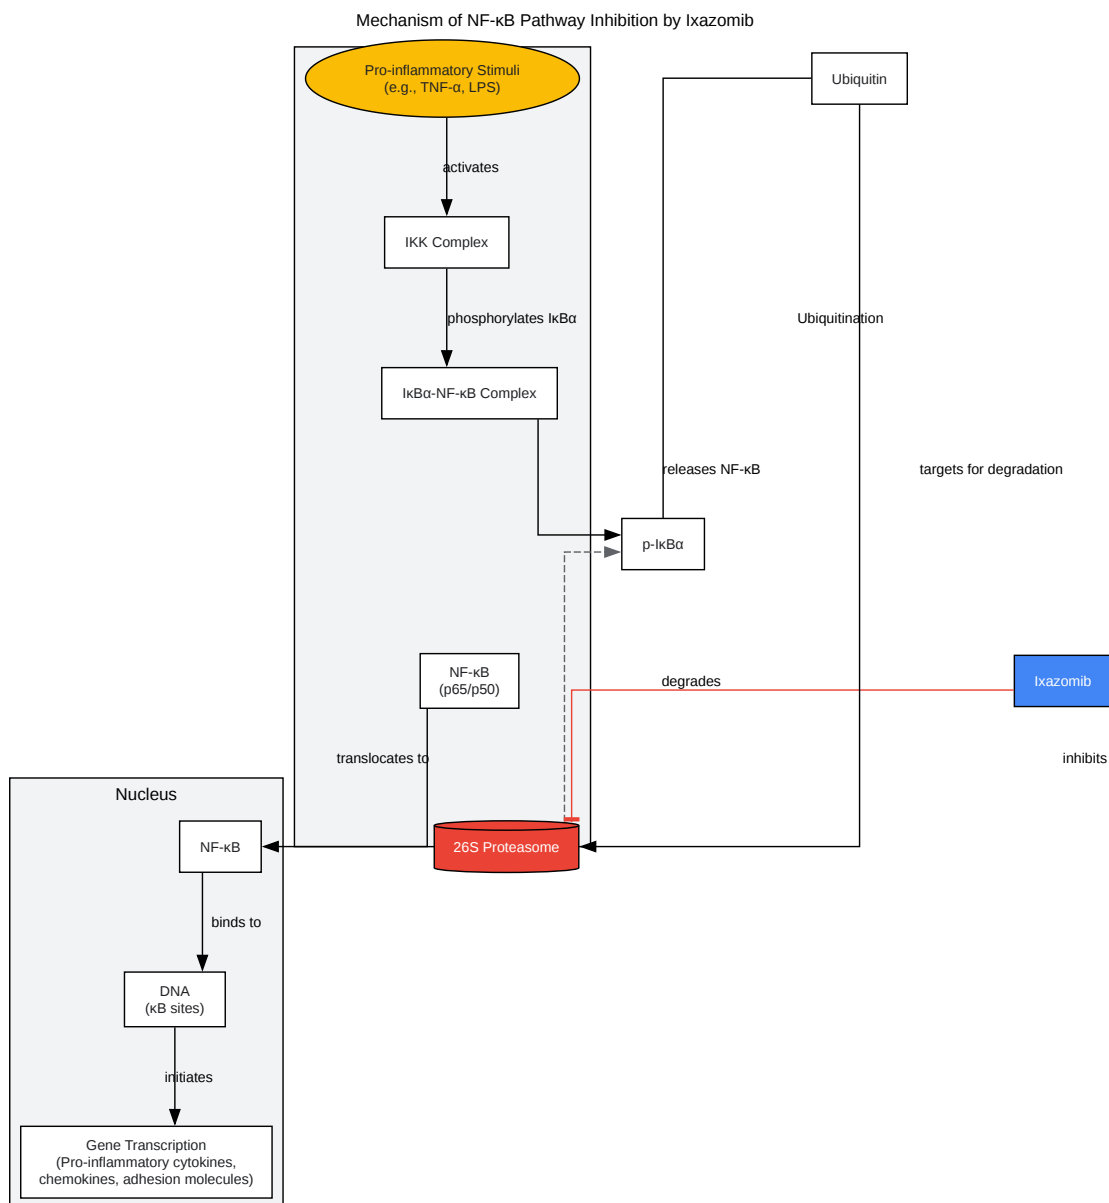 Mechanism of NF-κB Pathway Inhibition by Ixazomib
Pro-inflammatory Stimuli
(e.g., TNF-α, LPS)
Ubiquitin
activates
IKK Complex
phosphorylates IκBα
Ubiquitination
IκBα-NF-κB Complex
releases NF-κB
targets for degradation
p-IκBα
NF-κB
(p65/p50)
degrades
Ixazomib
translocates to
inhibits
Nucleus
NF-κB
26S Proteasome
binds to
DNA
(κB sites)
initiates
Gene Transcription
(Pro-inflammatory cytokines,
chemokines, adhesion molecules)